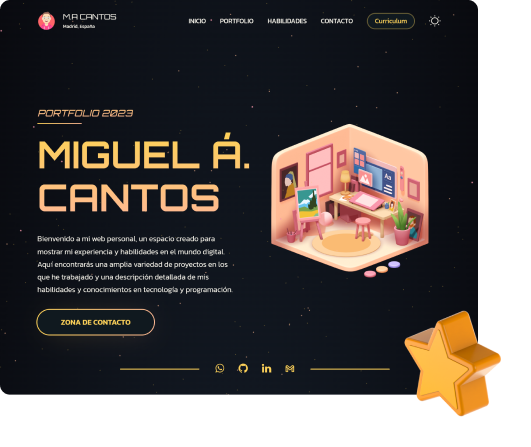 M.A CANTOS
Madrid, España
INICIO
PORTFOLIO
HABILIDADES
CONTACTO
Curriculum
PORTFOLIO 2023
MIGUEL Á.
CANTOS
Bienvenido a mi web personal, un espacio creado para
mostrar mi experiencia y habilidades en el mundo digital.
Aquí encontrarás una amplia variedad de proyectos en los
que he trabajado y una descripción detallada de mis
habilidades y conocimientos en tecnología y programación.
Aa
ZONA DE CONTACTO
in